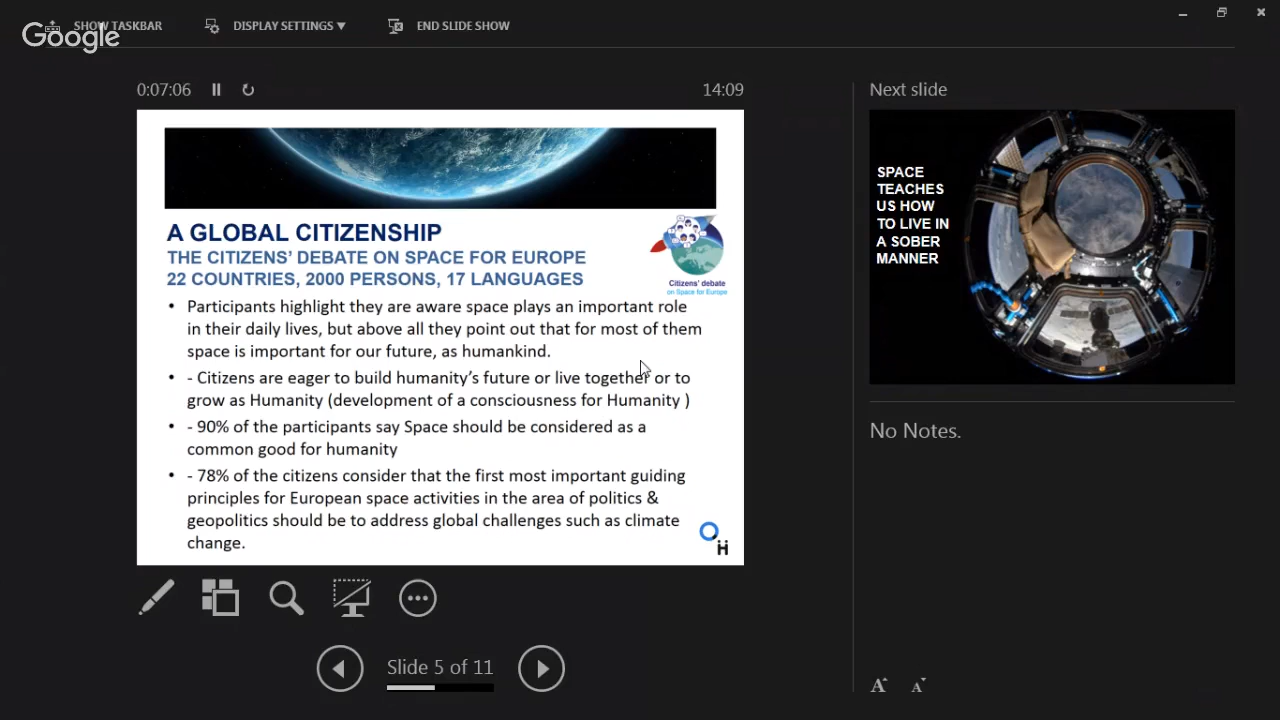 SHOW TASKBAR
DISPLAY SETTINGS ▼
END SLIDE SHOW
Google
0:07:06
14:09
A GLOBAL CITIZENSHIP
THE CITIZENS' DEBATE ON SPACE FOR EUROPE
22 COUNTRIES, 2000 PERSONS, 17 LANGUAGES
Citizens' debate
on Space for Europe
• Participants highlight they are aware space plays an important role
in their daily lives, but above all they point out that for most of them
space is important for our future, as humankind.
• - Citizens are eager to build humanity's future or live together or to
grow as Humanity (development of a consciousness for Humanity )
• - 90% of the participants say Space should be considered as a
common good for humanity
• - 78% of the citizens consider that the first most important guiding
principles for European space activities in the area of politics &
geopolitics should be to address global challenges such as climate
change.
OH
Slide 5 of 11
Next slide
SPACE
TEACHES
US HOW
TO LIVE IN
A SOBER
MANNER
No Notes.
A A